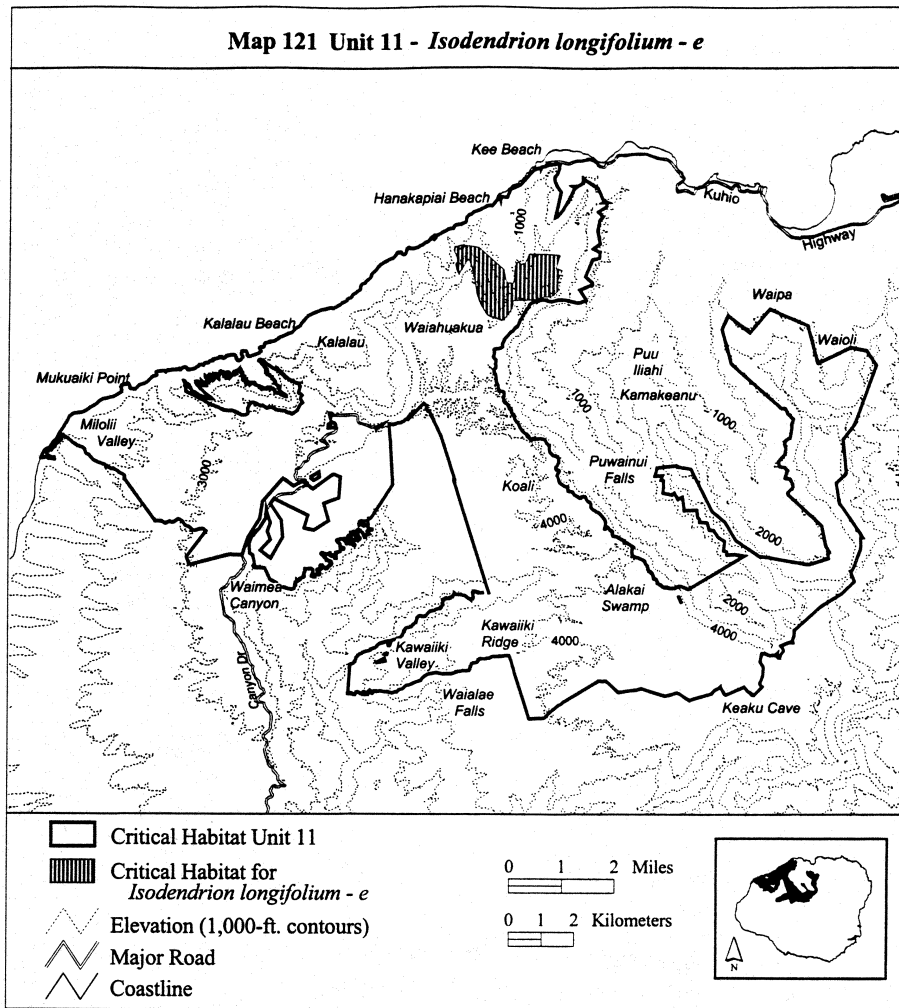 Map 121 Unit 11 - Isodendrion longifolium - e
Kee Beach
Hanakapiai Beach
1000
Kuhio
Highway
Waipa
Kalalau Beach
Kalalau
Waiahuakua
Waioli
Puu
Iliahi
Mukuaiki Point
Kamakeanu
1000
1000
Milolii
Valley
3000
Puwainui
Falls
Koali
4000
2000
Waimea
Canyon
Alakai
Swamp
2000
Kawaiiki
Ridge
4000
4000
Kawaiiki
Valley
Canyon Dr
Waialae
Falls
Keaku Cave
Critical Habitat Unit 11
Critical Habitat for
Isodendrion longifolium - e
Elevation (1,000-ft. contours)
Major Road
Coastline
0 1 2 Miles
0 1 2 Kilometers
N